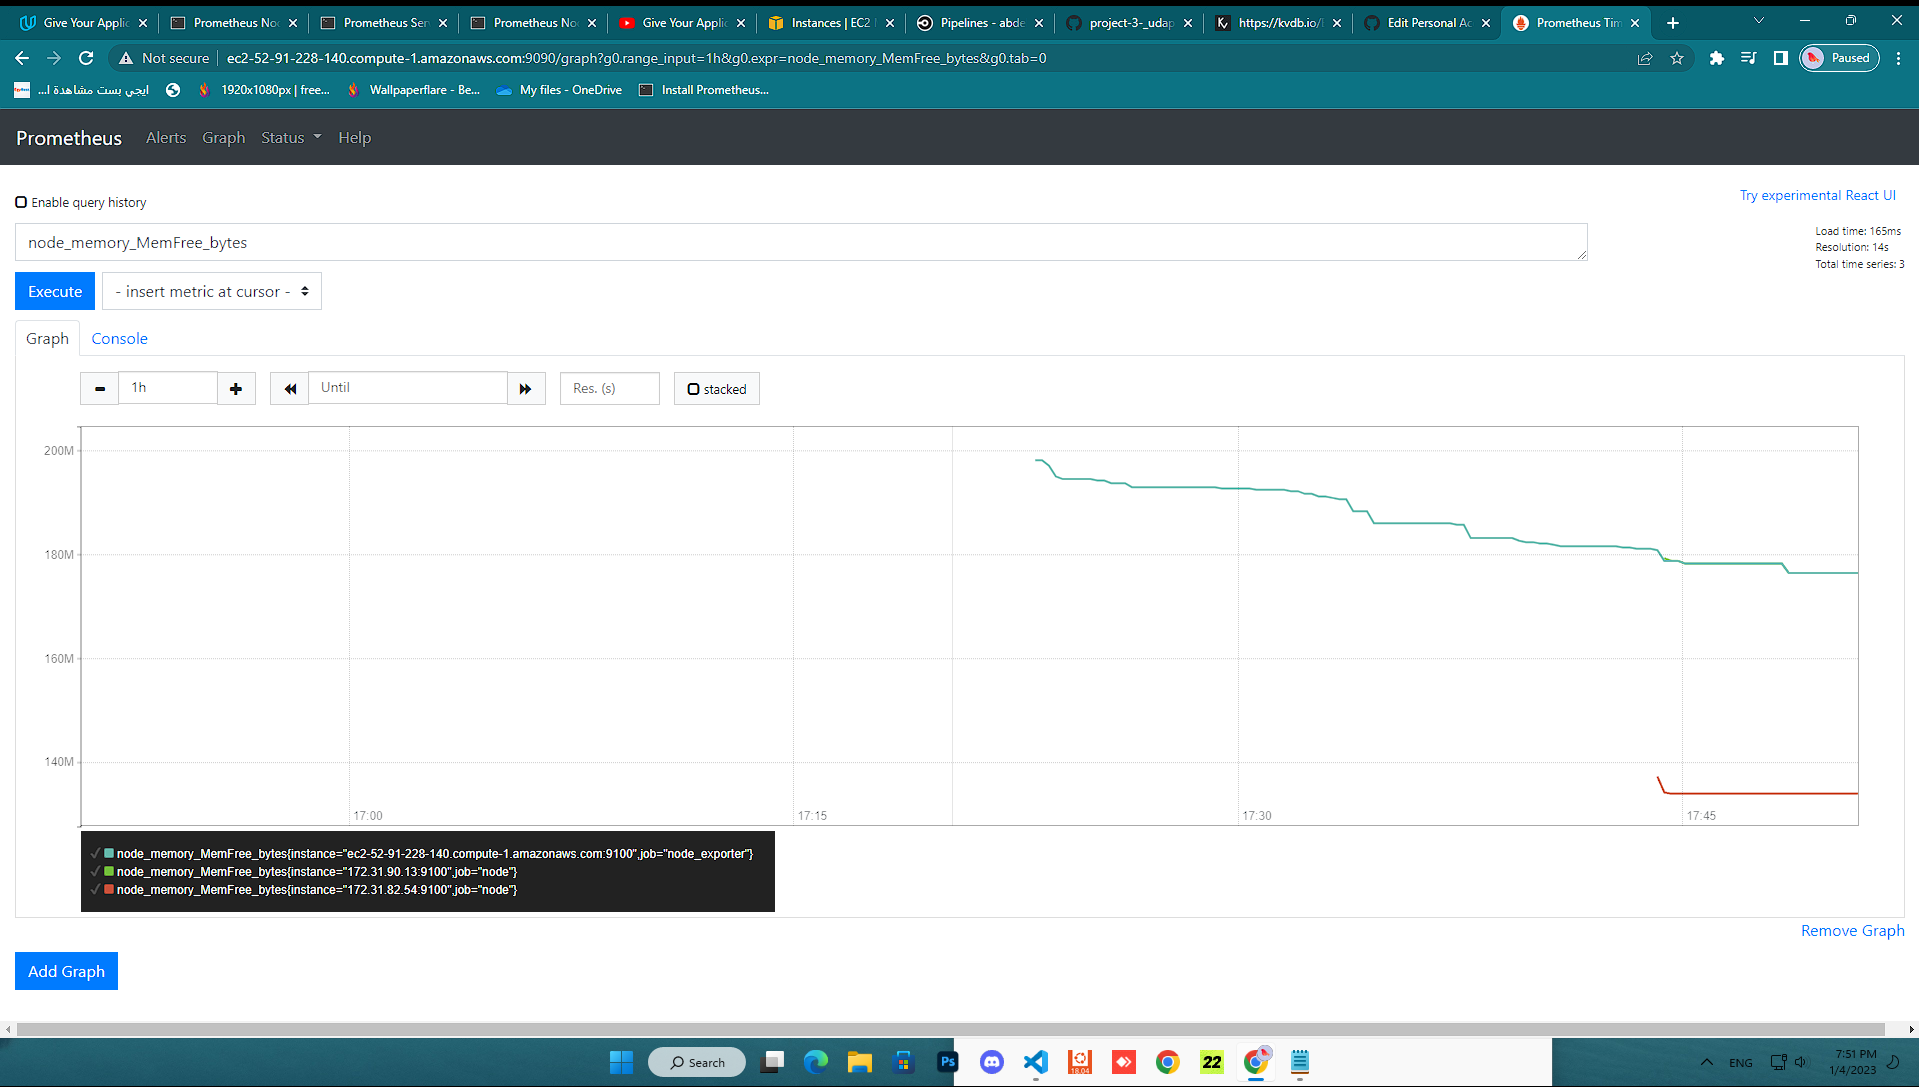 Give Your Applic
Prometheus No
Prometheus Ser
Prometheus No
Give Your Applic
Instances | EC2
Pipelines - abde
project-3-_udap
https://kvdb.io/
Edit Personal Ac
Prometheus Tim
Not secure
ec2-52-91-228-140.compute-1.amazonaws.com:9090/graph?g0.range_input=1h&g0.expr=node_memory_MemFree_bytes&g0.tab=0
Paused
ايجي بست مشاهدة ا...
1920x1080px | free...
Wallpaperflare - Be...
My files - OneDrive
Install Prometheus...
Prometheus
Alerts
Graph
Status
Help
Enable query history
Try experimental React UI
node_memory_MemFree_bytes
Load time: 165ms
Resolution: 14s
Total time series: 3
Execute
- insert metric at cursor -
Graph
Console
1h
Until
Res. (s)
stacked
200M
180M
160M
140M
17:00
17:15
17:30
17:45
node_memory_MemFree_bytes{instance="ec2-52-91-228-140.compute-1.amazonaws.com:9100",job="node_exporter"}
node_memory_MemFree_bytes{instance="172.31.90.13:9100",job="node"}
node_memory_MemFree_bytes{instance="172.31.82.54:9100",job="node"}
Remove Graph
Add Graph
Search
Ps
18.04
22
ENG
7:51 PM
1/4/2023